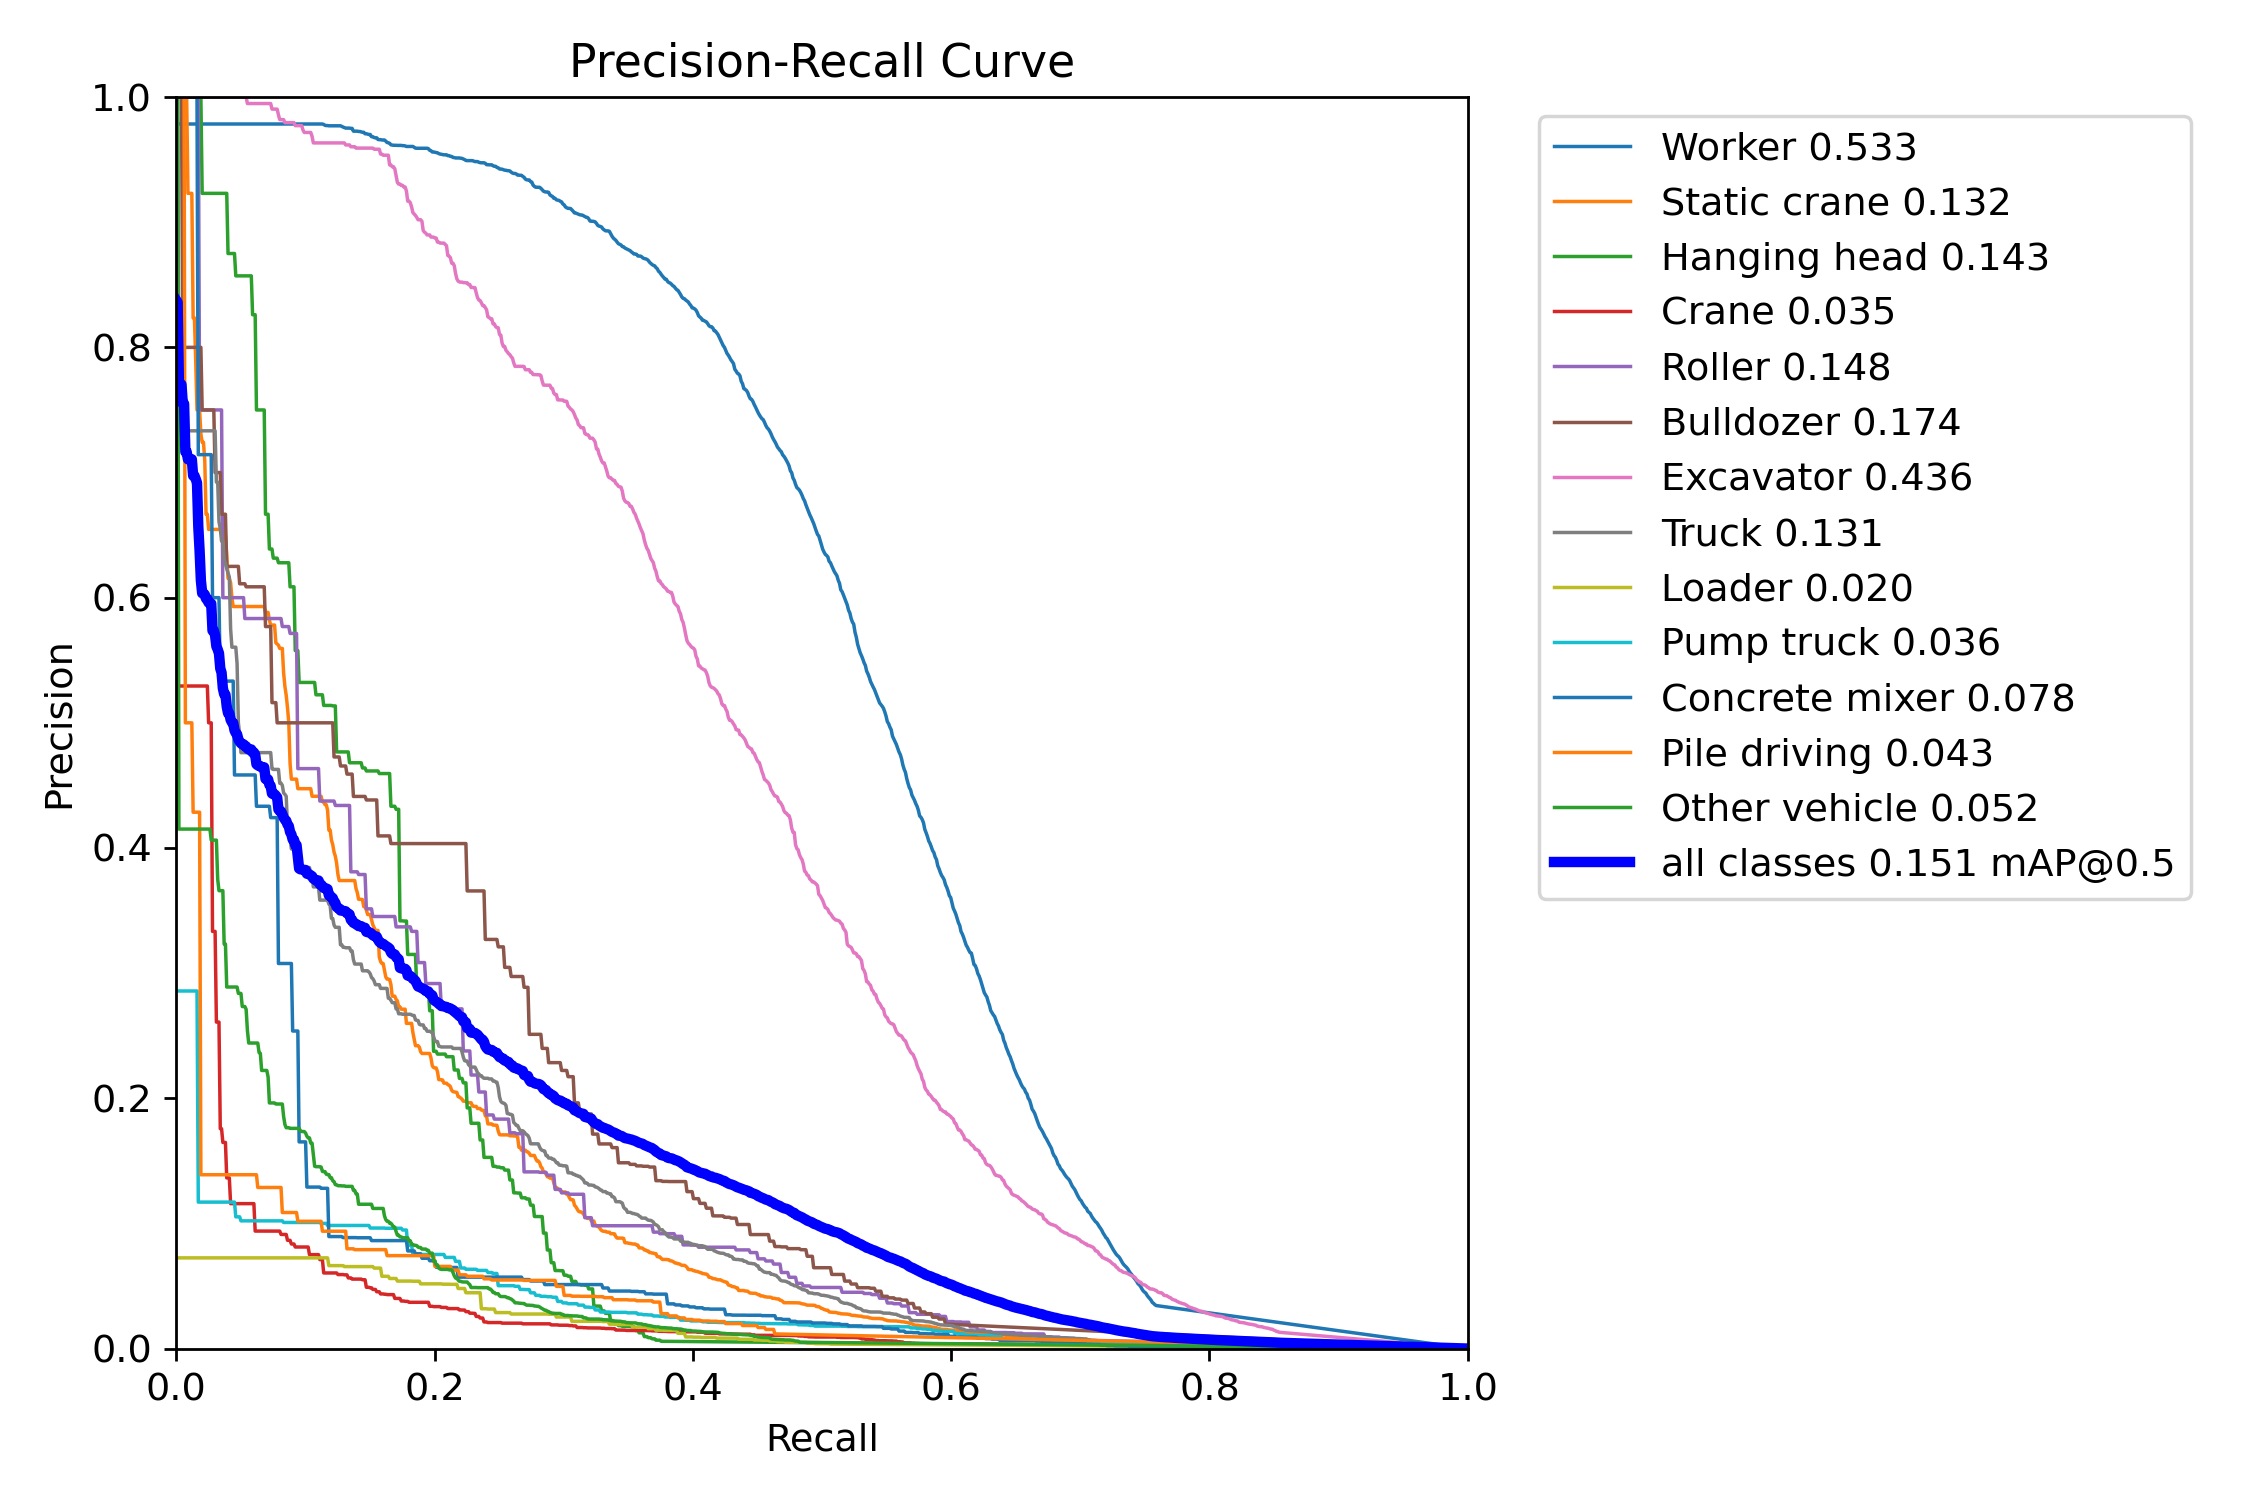 Precision-Recall Curve
1.0
0.8
0.6
0.4
0.2
0.0
Precision
0.0 0.2 0.4 0.6 0.8 1.0
Recall
Worker 0.533
Static crane 0.132
Hanging head 0.143
Crane 0.035
Roller 0.148
Bulldozer 0.174
Excavator 0.436
Truck 0.131
Loader 0.020
Pump truck 0.036
Concrete mixer 0.078
Pile driving 0.043
Other vehicle 0.052
all classes 0.151 mAP@0.5